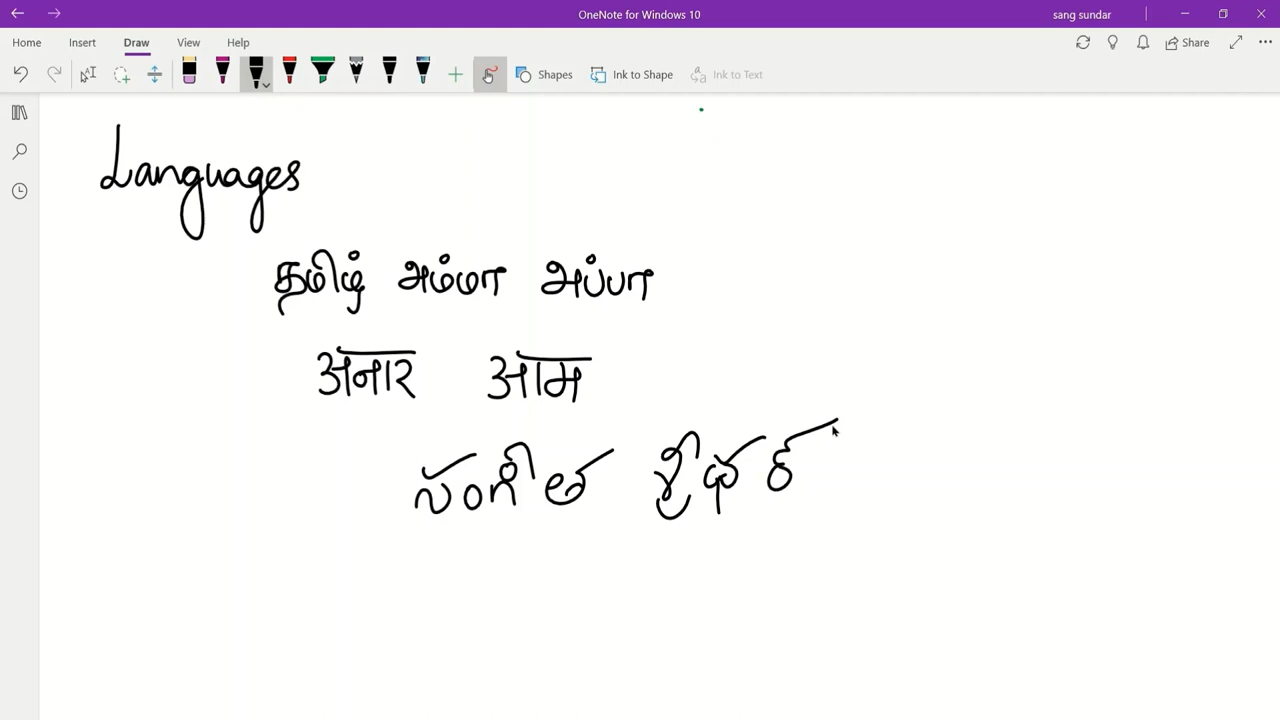 OneNote for Windows 10 sang sundar
Home Insert Draw View Help Share
Shapes Ink to Shape Ink to Text
Languages
தமிழ் அம்மா அப்பா
अनार आम
సంగీత శ్రీధర్